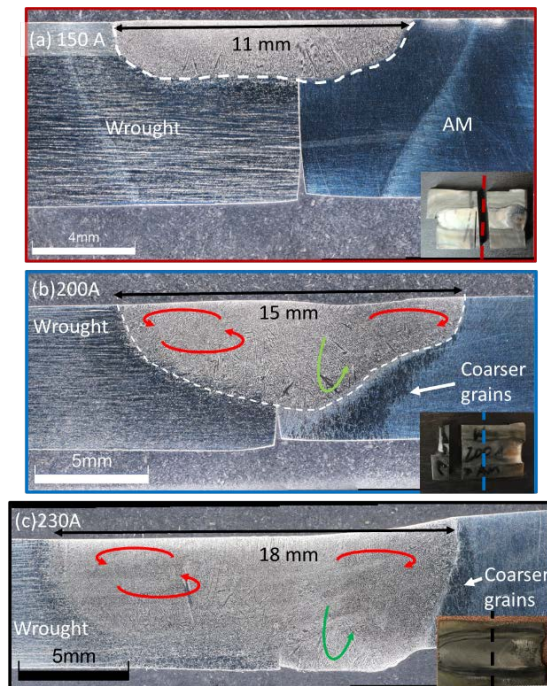 (a) 150 A
11 mm
Wrought
AM
4mm
(b)200A
Wrought
15 mm
Coarser
grains
5mm
(c)230A
18 mm
Coarser
grains
Wrought
5mm